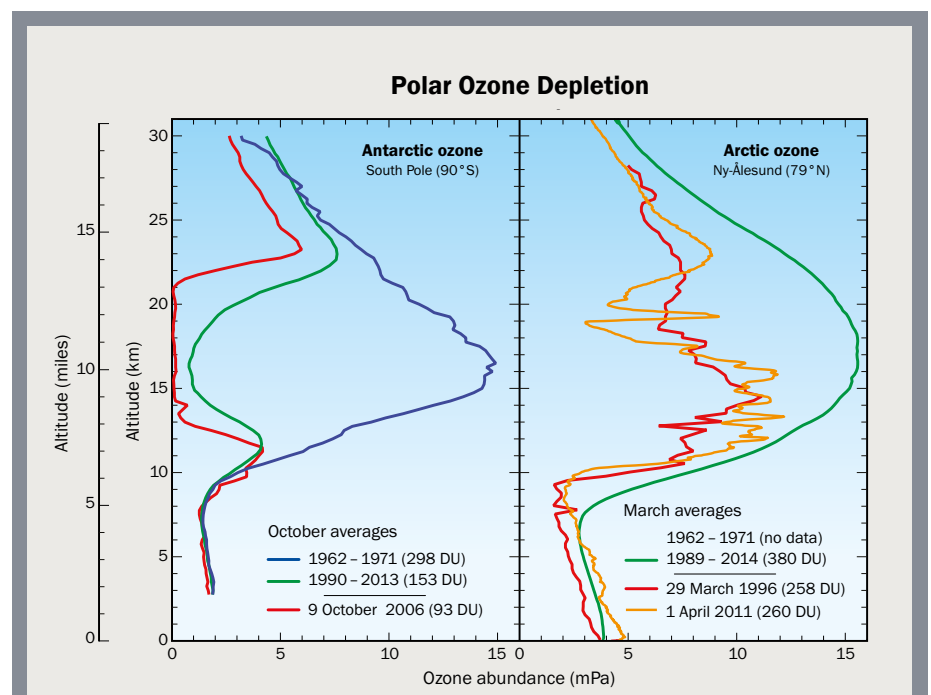 Polar Ozone Depletion
Antarctic ozone
South Pole (90°S)
Arctic ozone
Ny-Ålesund (79°N)
Altitude (miles)
15
10
5
0
Altitude (km)
30
25
20
15
10
5
0
October averages
1962 – 1971 (298 DU)
1990 – 2013 (153 DU)
9 October 2006 (93 DU)
March averages
1962 – 1971 (no data)
1989 – 2014 (380 DU)
29 March 1996 (258 DU)
1 April 2011 (260 DU)
0 5 10 15 5 10 15
0
Ozone abundance (mPa)